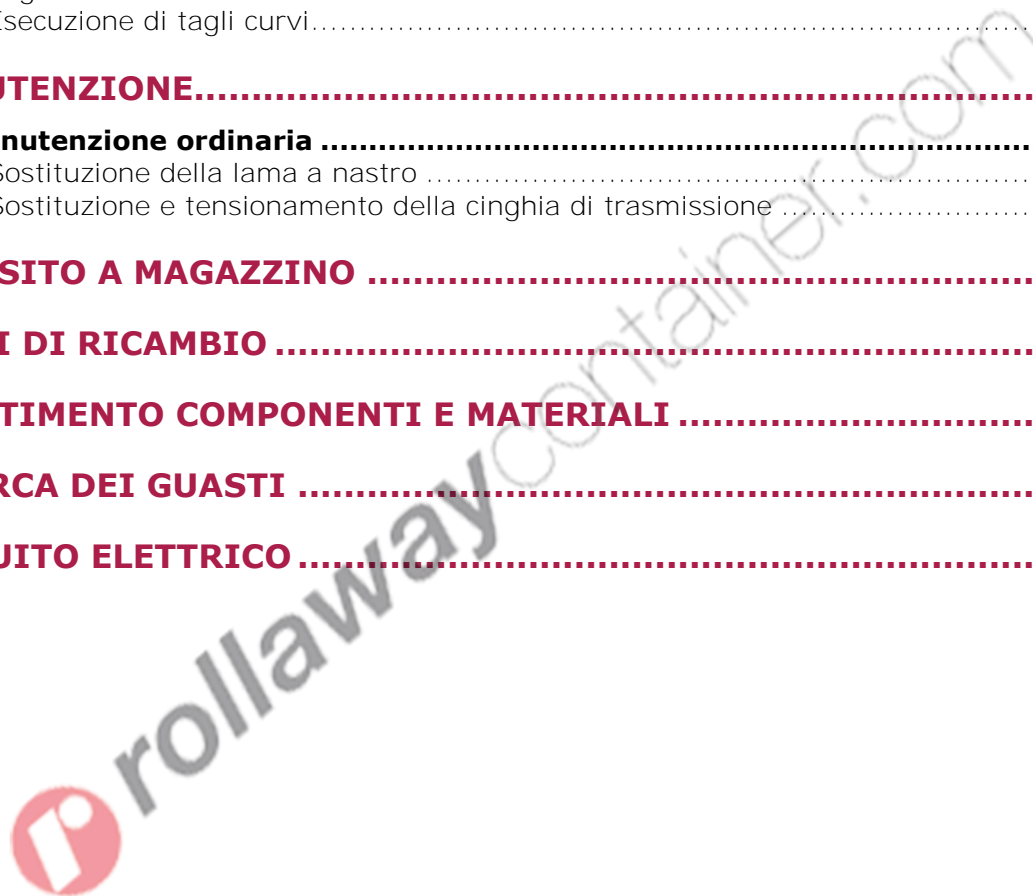 Esecuzione di tagli curvi
UTENZIONE
nutenzione ordinaria
Sostituzione della lama a nastro
Sostituzione e tensionamento della cinghia di trasmissione
SITO A MAGAZZINO
I DI RICAMBIO
TIMENTO COMPONENTI E MATERIALI
RCA DEI GUASTI
UITO ELETTRICO
rollawaycontainer.com